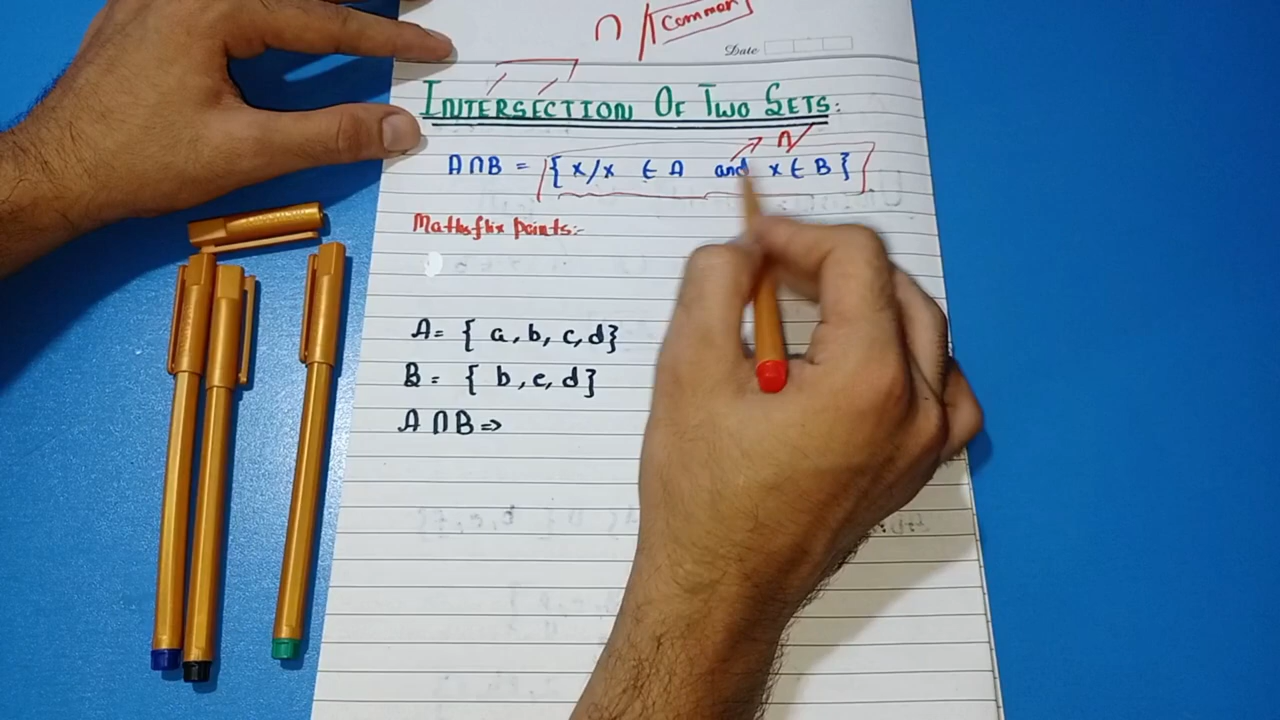 ∩ / Common
Date
INTERSECTION OF TWO SETS:
∩
A∩B = { x/x ∈ A and x ∈ B }
Mathsflix points:-
A = { a, b, c, d}
B = { b, e, d }
A ∩ B ⇒